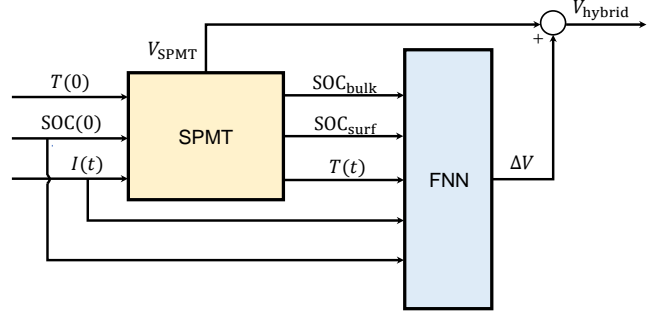 V_hybrid
+
V_SPMT
T(0)
SOC(0)
I(t)
SPMT
SOC_bulk
SOC_surf
T(t)
FNN
ΔV